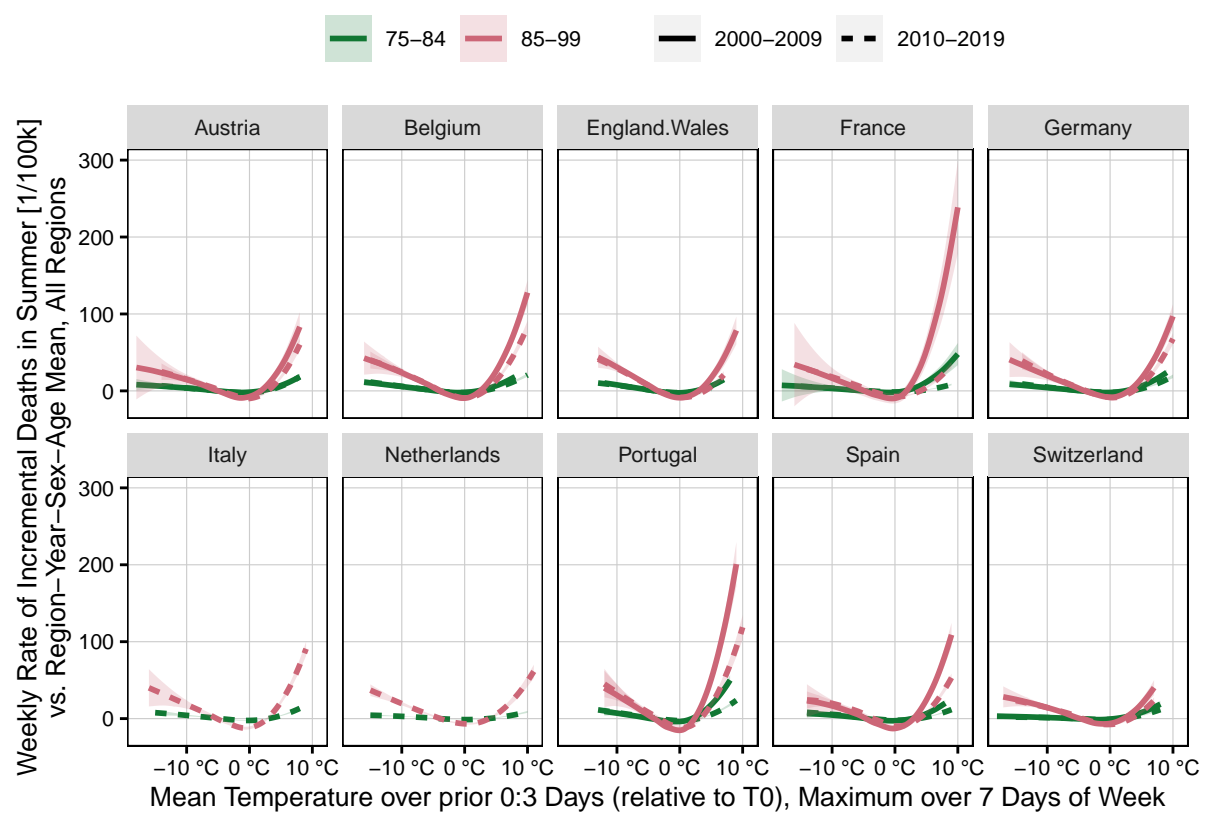 75−84 85−99 2000−2009 2010−2019
Weekly Rate of Incremental Deaths in Summer [1/100k]
vs. Region−Year−Sex−Age Mean, All Regions
Austria Belgium England.Wales France Germany
300
200
100
0
Italy Netherlands Portugal Spain Switzerland
300
200
100
0
−10 °C 0 °C 10 °C −10 °C 0 °C 10 °C −10 °C 0 °C 10 °C −10 °C 0 °C 10 °C −10 °C 0 °C 10 °C
Mean Temperature over prior 0:3 Days (relative to T0), Maximum over 7 Days of Week